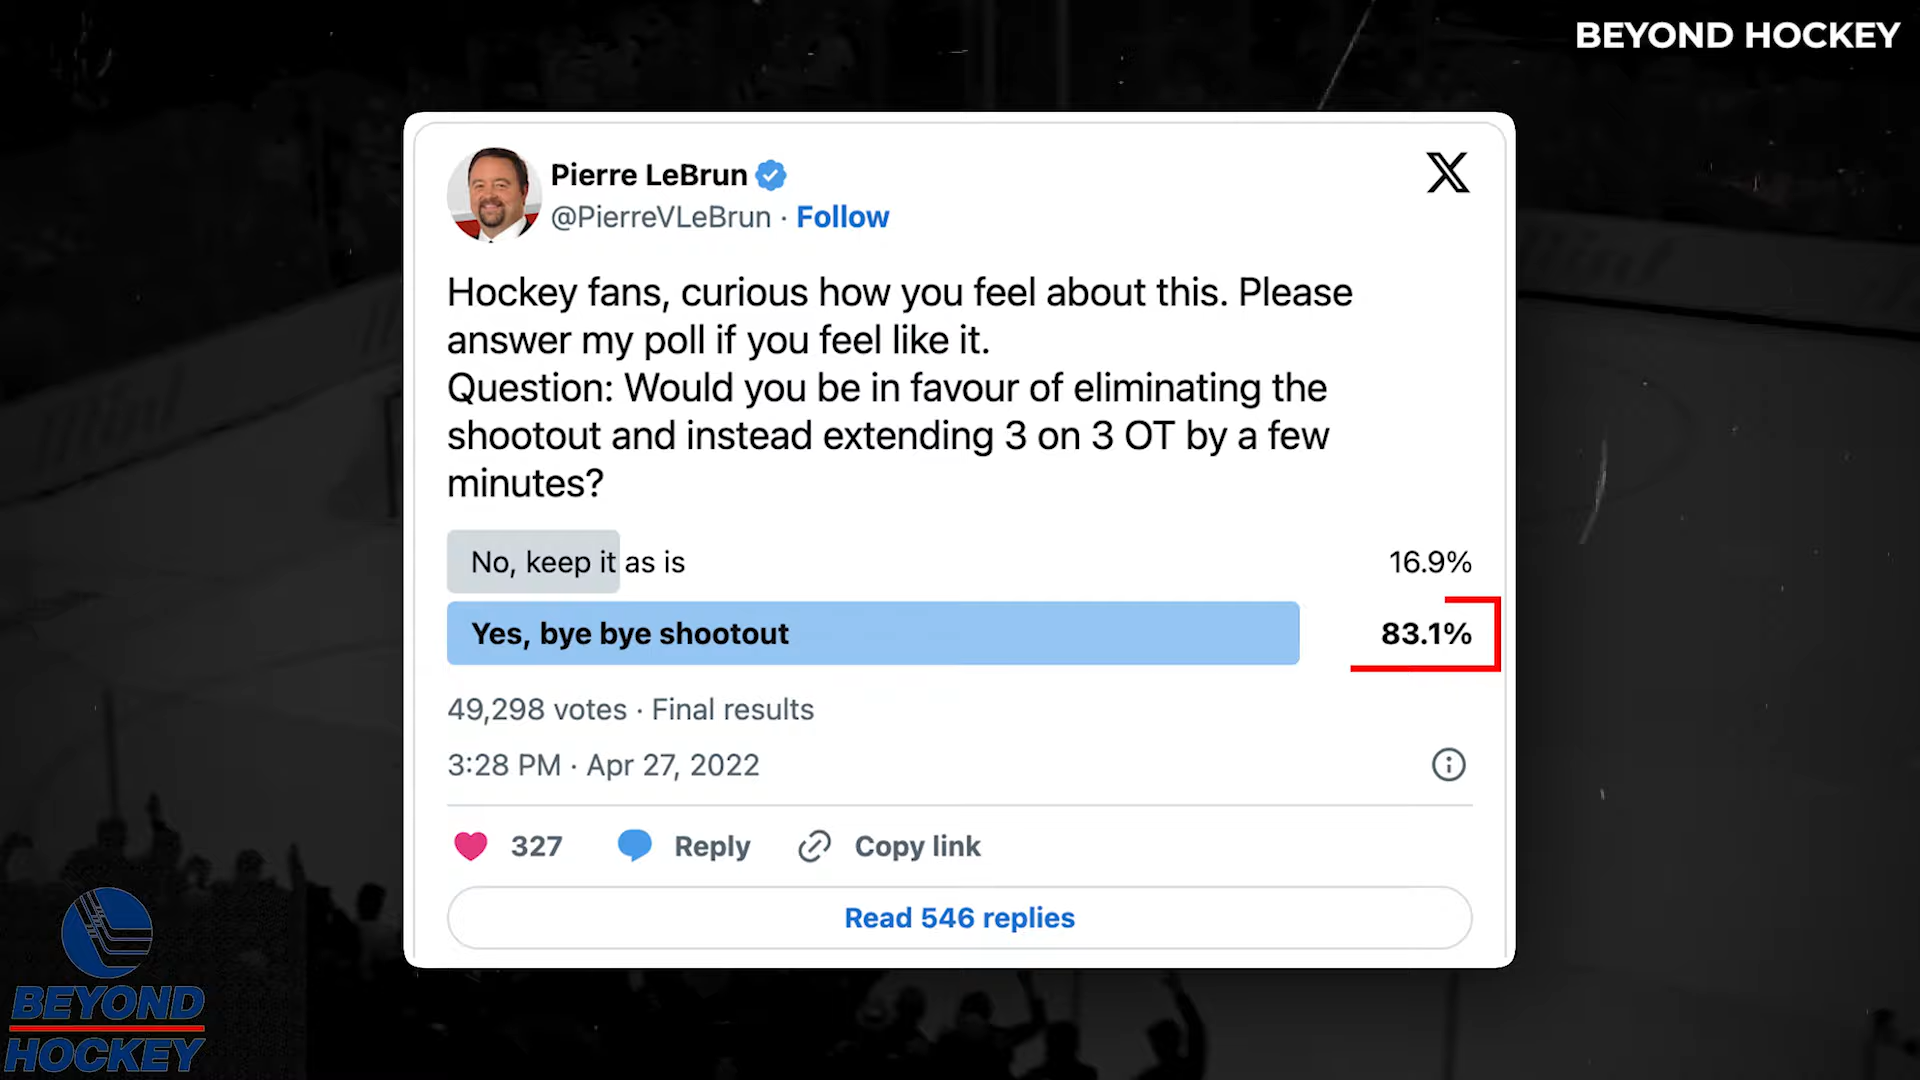 BEYOND HOCKEY
Pierre LeBrun
@PierreVLeBrun · Follow
Hockey fans, curious how you feel about this. Please
answer my poll if you feel like it.
Question: Would you be in favour of eliminating the
shootout and instead extending 3 on 3 OT by a few
minutes?
No, keep it as is 16.9%
Yes, bye bye shootout 83.1%
49,298 votes · Final results
3:28 PM · Apr 27, 2022
327 Reply Copy link
Read 546 replies
BEYOND
HOCKEY